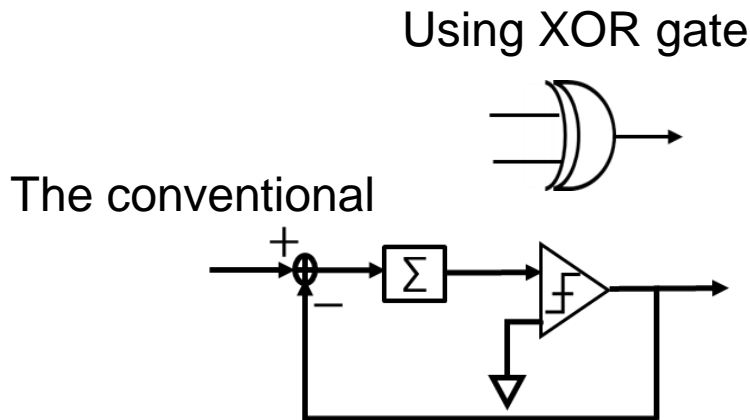 Using XOR gate
The conventional
+
Σ
−